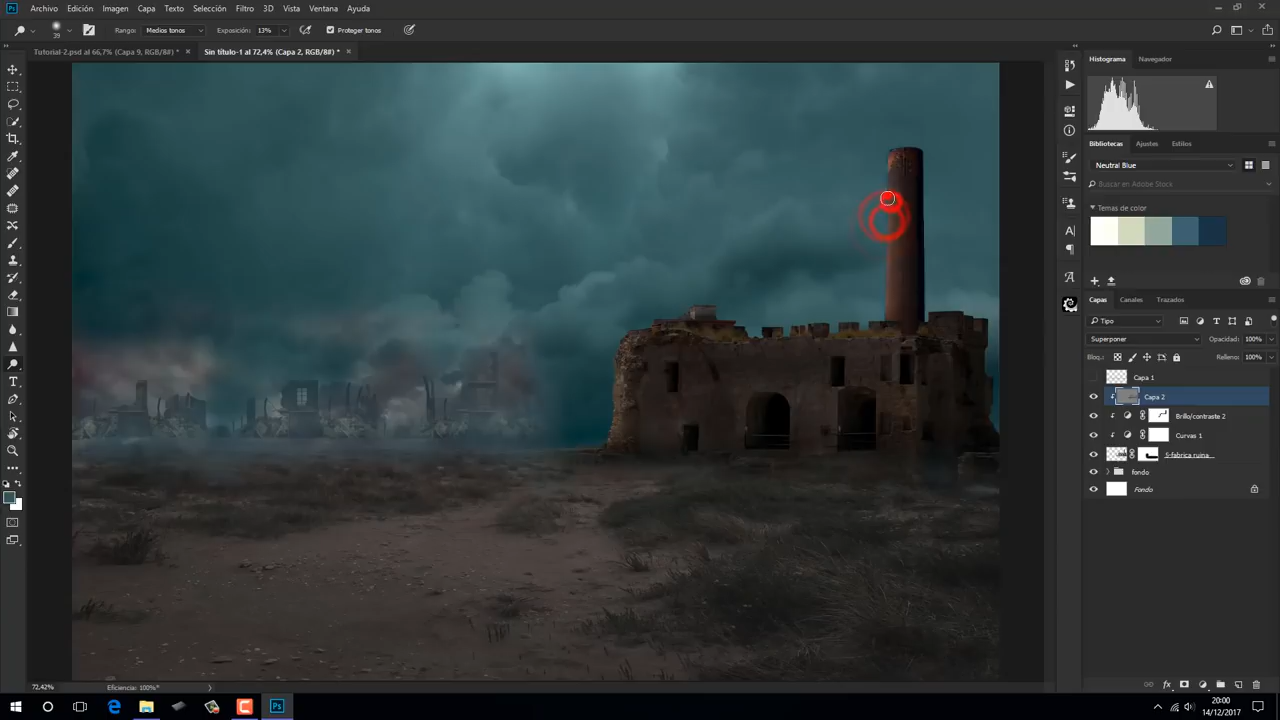 Archivo Edición Imagen Capa Texto Selección Filtro 3D Vista Ventana Ayuda
39 Rango: Medios tonos Exposición: 13% Proteger tonos
Tutorial-2.psd al 66,7% (Capa 9, RGB/8#) * × Sin título-1 al 72,4% (Capa 2, RGB/8#) * ×
Histograma Navegador
Bibliotecas Ajustes Estilos
Neutral Blue
Buscar en Adobe Stock
Temas de color
Capas Canales Trazados
Tipo
Superponer Opacidad: 100%
Bloq.: Relleno: 100%
Capa 1
Capa 2
Brillo/contraste 2
Curvas 1
5-fabrica ruina
fondo
Fondo
72,42% Eficiencia: 100%*
Ps
20:00
14/12/2017